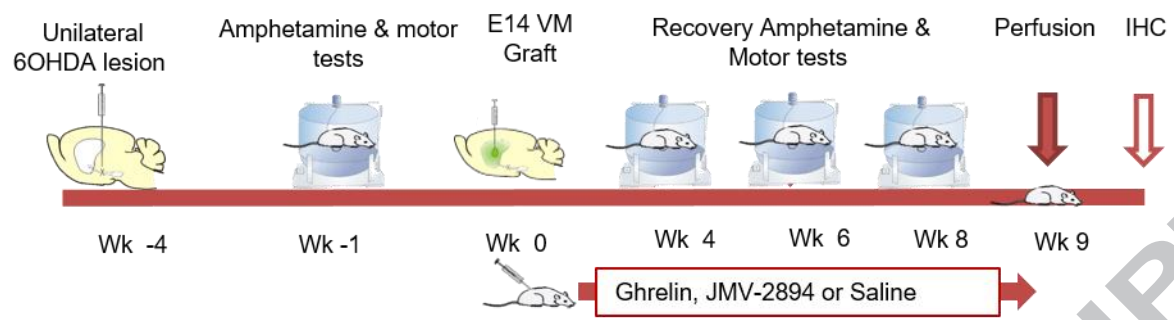 Unilateral
6OHDA lesion
Amphetamine & motor
tests
E14 VM
Graft
Recovery Amphetamine &
Motor tests
Perfusion
IHC
Wk -4
Wk -1
Wk 0
Wk 4
Wk 6
Wk 8
Wk 9
Ghrelin, JMV-2894 or Saline